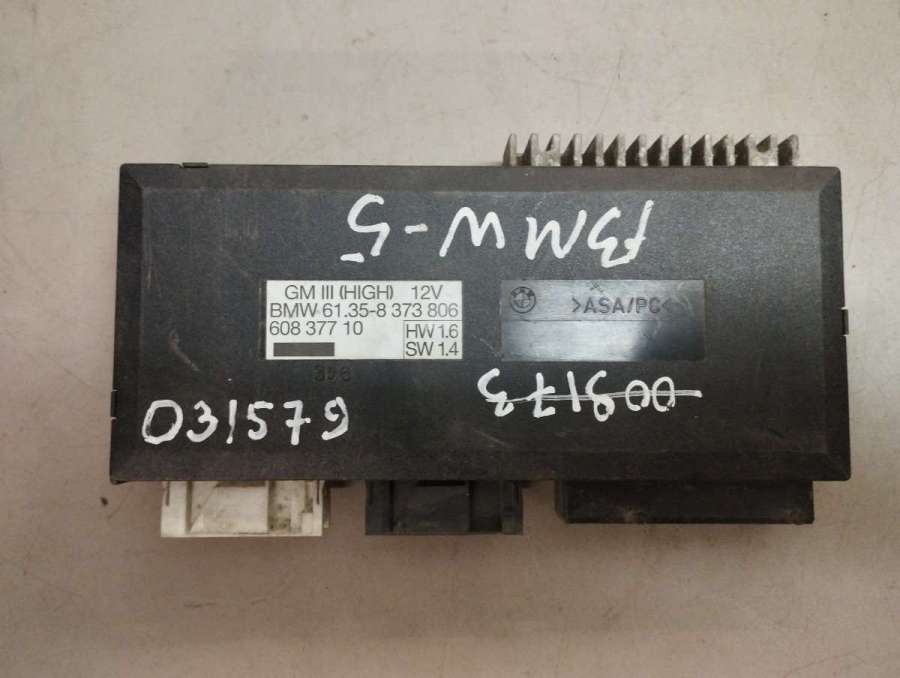 BMW-5
GM III (HIGH) 12V
BMW 61.35-8 373 806
608 377 10
HW 1.6
SW 1.4
>ASA/PC<
031579